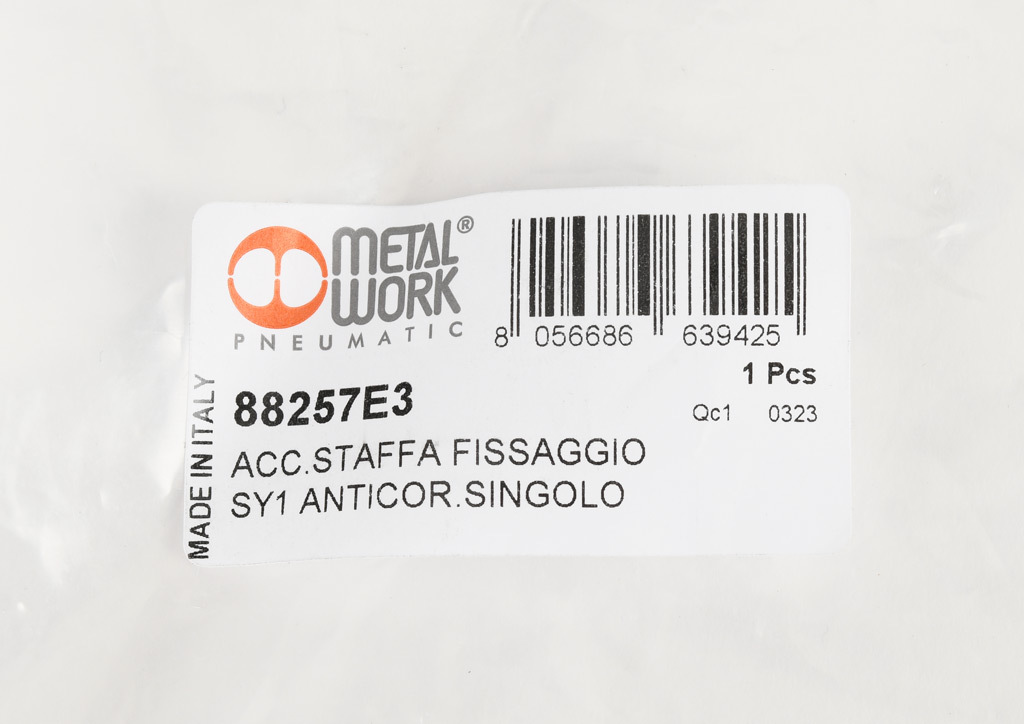 METAL®
WORK
PNEUMATIC
8 056686 639425
1 Pcs
Qc1 0323
MADE IN ITALY
88257E3
ACC.STAFFA FISSAGGIO
SY1 ANTICOR.SINGOLO